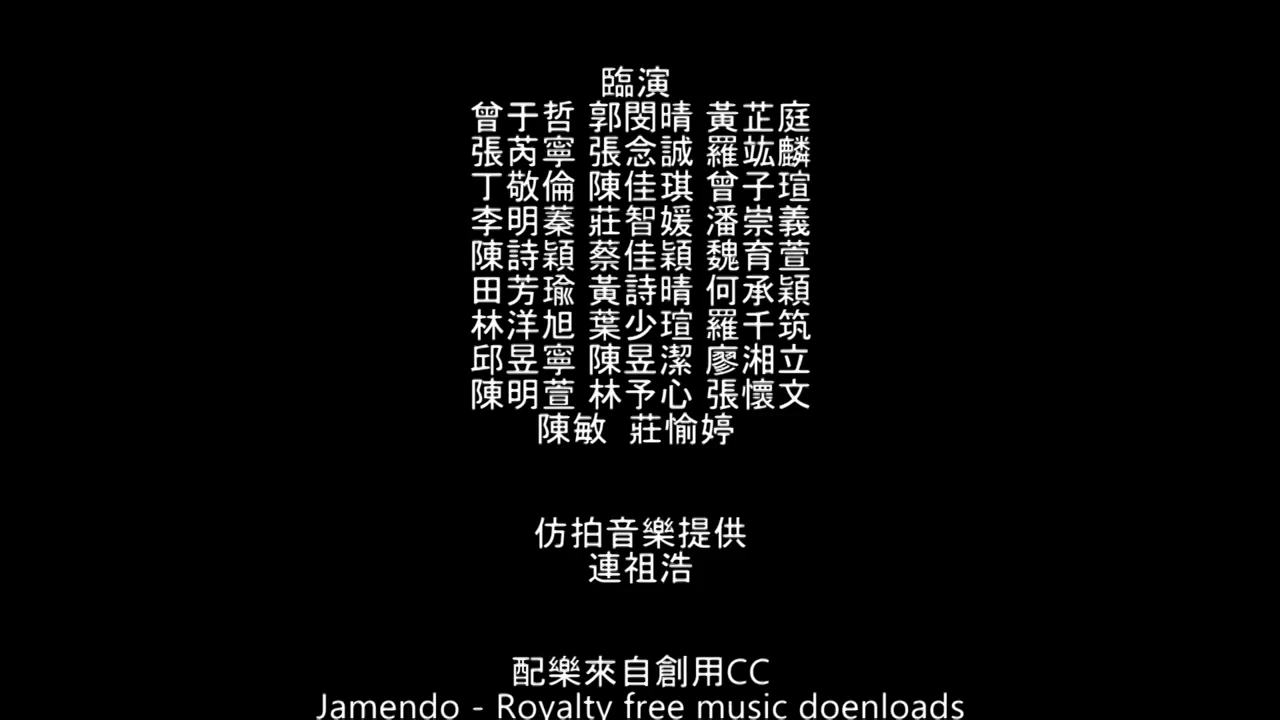 臨演
曾于哲 郭閔晴 黃芷庭
張芮寧 張念誠 羅竑麟
丁敬倫 陳佳琪 曾子瑄
李明蓁 莊智媛 潘崇義
陳詩穎 蔡佳穎 魏育萱
田芳瑜 黃詩晴 何承穎
林洋旭 葉少瑄 羅千筑
邱昱寧 陳昱潔 廖湘立
陳明萱 林予心 張懷文
陳敏 莊愉婷
仿拍音樂提供
連祖浩
配樂來自創用CC
Jamendo - Royalty free music doenloads